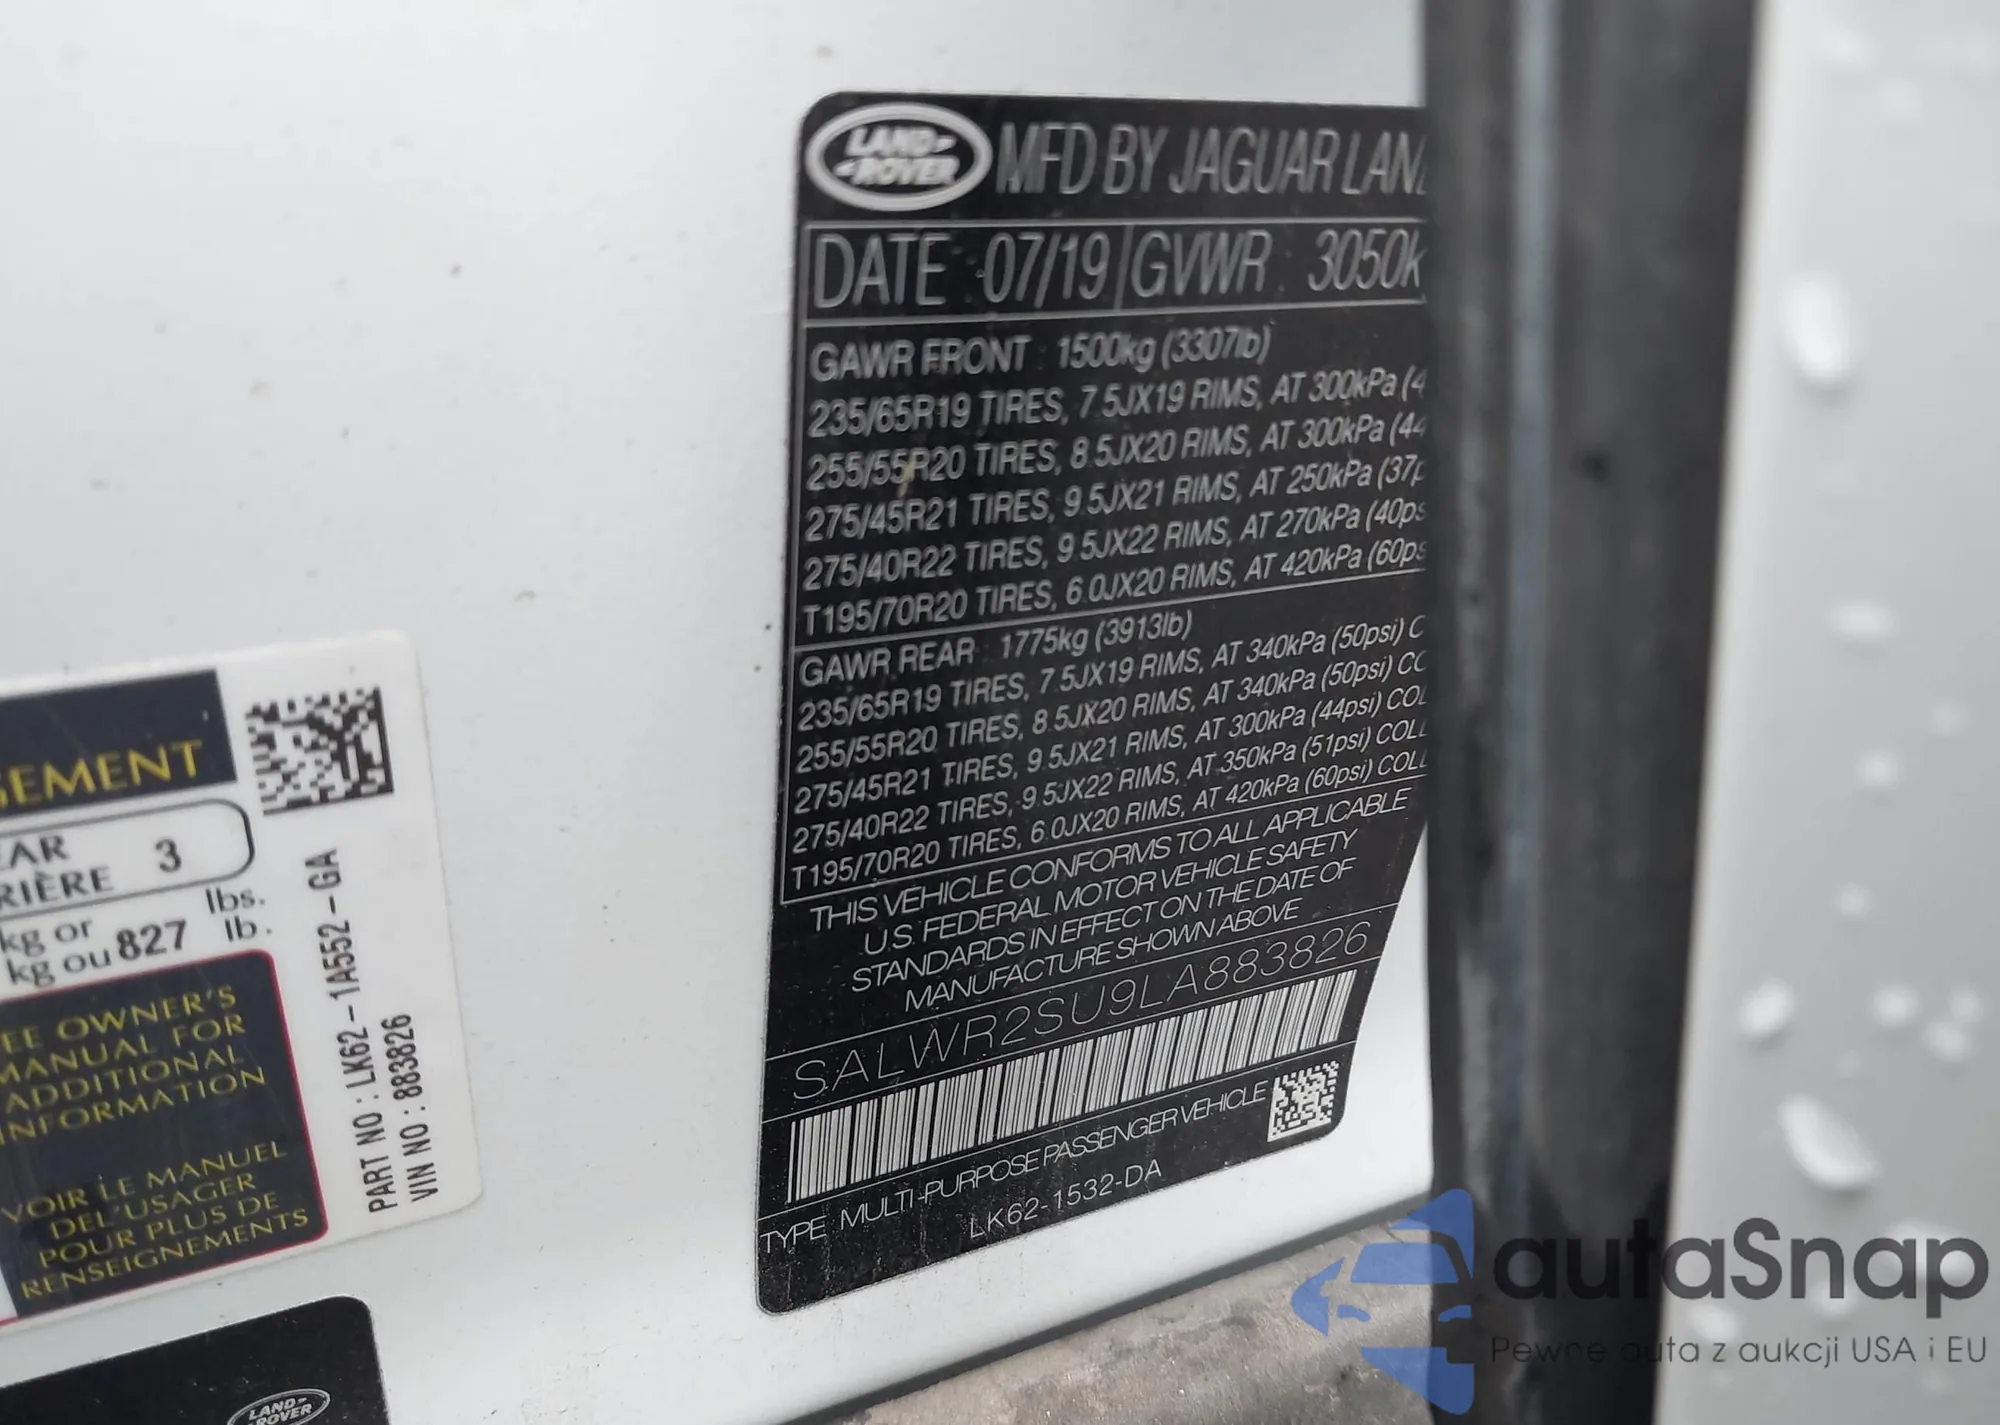 LAND-
-ROVER
MFD BY JAGUAR LAN
DATE : 07/19 GVWR : 3050k
GAWR FRONT : 1500kg (3307lb)
235/65R19 TIRES, 7.5JX19 RIMS, AT 300kPa (4
255/55R20 TIRES, 8.5JX20 RIMS, AT 300kPa (44
275/45R21 TIRES, 9.5JX21 RIMS, AT 250kPa (37p
275/40R22 TIRES, 9.5JX22 RIMS, AT 270kPa (40ps
T195/70R20 TIRES, 6.0JX20 RIMS, AT 420kPa (60ps
GAWR REAR : 1775kg (3913lb)
235/65R19 TIRES, 7.5JX19 RIMS, AT 340kPa (50psi) C
255/55R20 TIRES, 8.5JX20 RIMS, AT 340kPa (50psi) CO
275/45R21 TIRES, 9.5JX21 RIMS, AT 300kPa (44psi) COL
275/40R22 TIRES, 9.5JX22 RIMS, AT 350kPa (51psi) COLL
T195/70R20 TIRES, 6.0JX20 RIMS, AT 420kPa (60psi) COLL
THIS VEHICLE CONFORMS TO ALL APPLICABLE
U.S. FEDERAL MOTOR VEHICLE SAFETY
STANDARDS IN EFFECT ON THE DATE OF
MANUFACTURE SHOWN ABOVE
SALWR2SU9LA883826
TYPE : MULTI-PURPOSE PASSENGER VEHICLE
LK62-1532-DA
GEMENT
EAR
RIÈRE 3
kg or lbs.
kg ou 827 lb.
EE OWNER'S
MANUAL FOR
ADDITIONAL
INFORMATION
VOIR LE MANUEL
DEL'USAGER
POUR PLUS DE
RENSEIGNEMENTS
PART NO : LK62-1A552-GA
VIN NO : 883826
LAND-
ROVER
autaSnap
Pewne auta z aukcji USA i EU